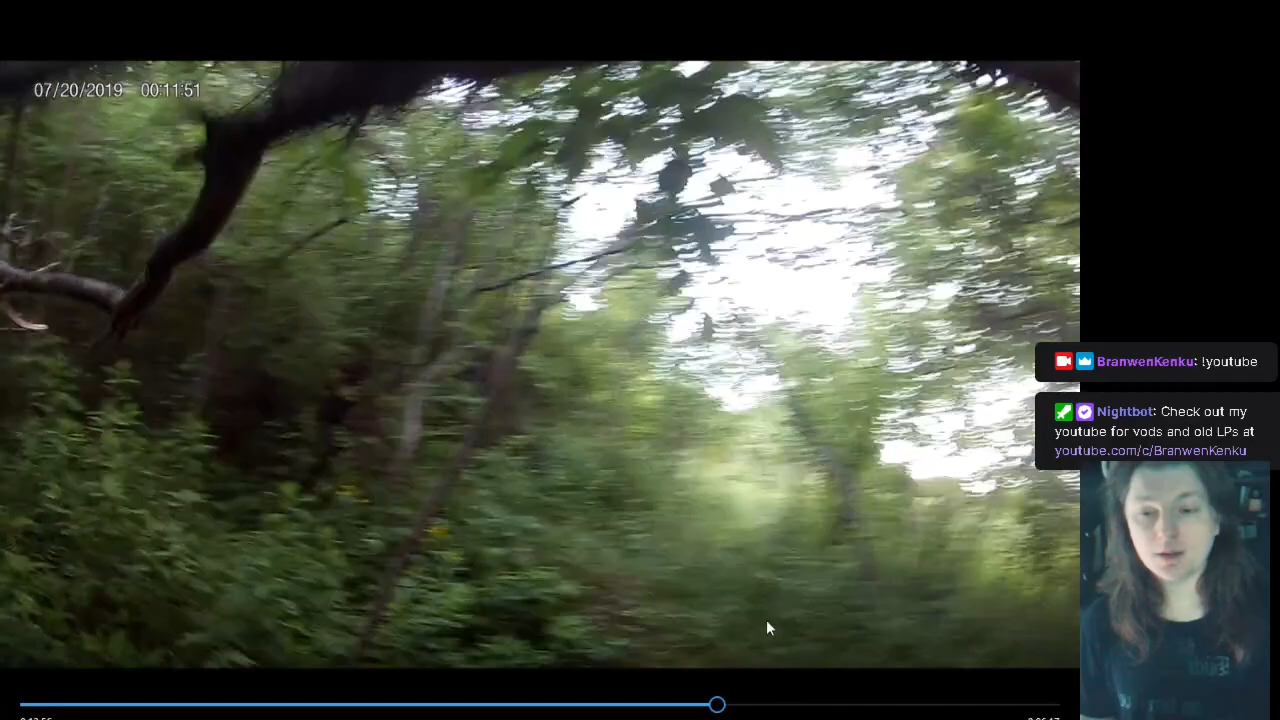 07/20/2019 00:11:51
BranwenKenku: !youtube
Nightbot: Check out my
youtube for vods and old LPs at
youtube.com/c/BranwenKenku